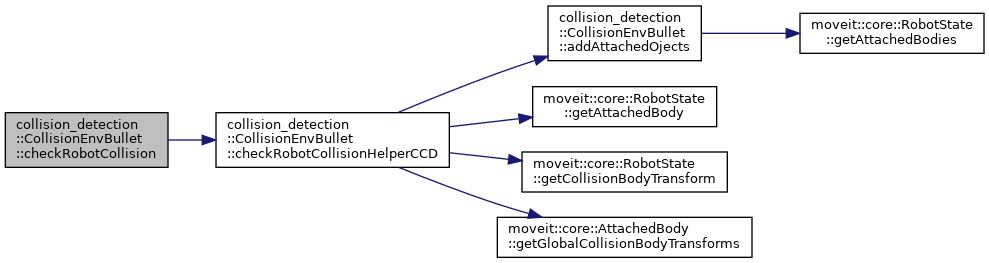 collision_detection
::CollisionEnvBullet
::checkRobotCollision
collision_detection
::CollisionEnvBullet
::checkRobotCollisionHelperCCD
collision_detection
::CollisionEnvBullet
::addAttachedOjects
moveit::core::RobotState
::getAttachedBodies
moveit::core::RobotState
::getAttachedBody
moveit::core::RobotState
::getCollisionBodyTransform
moveit::core::AttachedBody
::getGlobalCollisionBodyTransforms